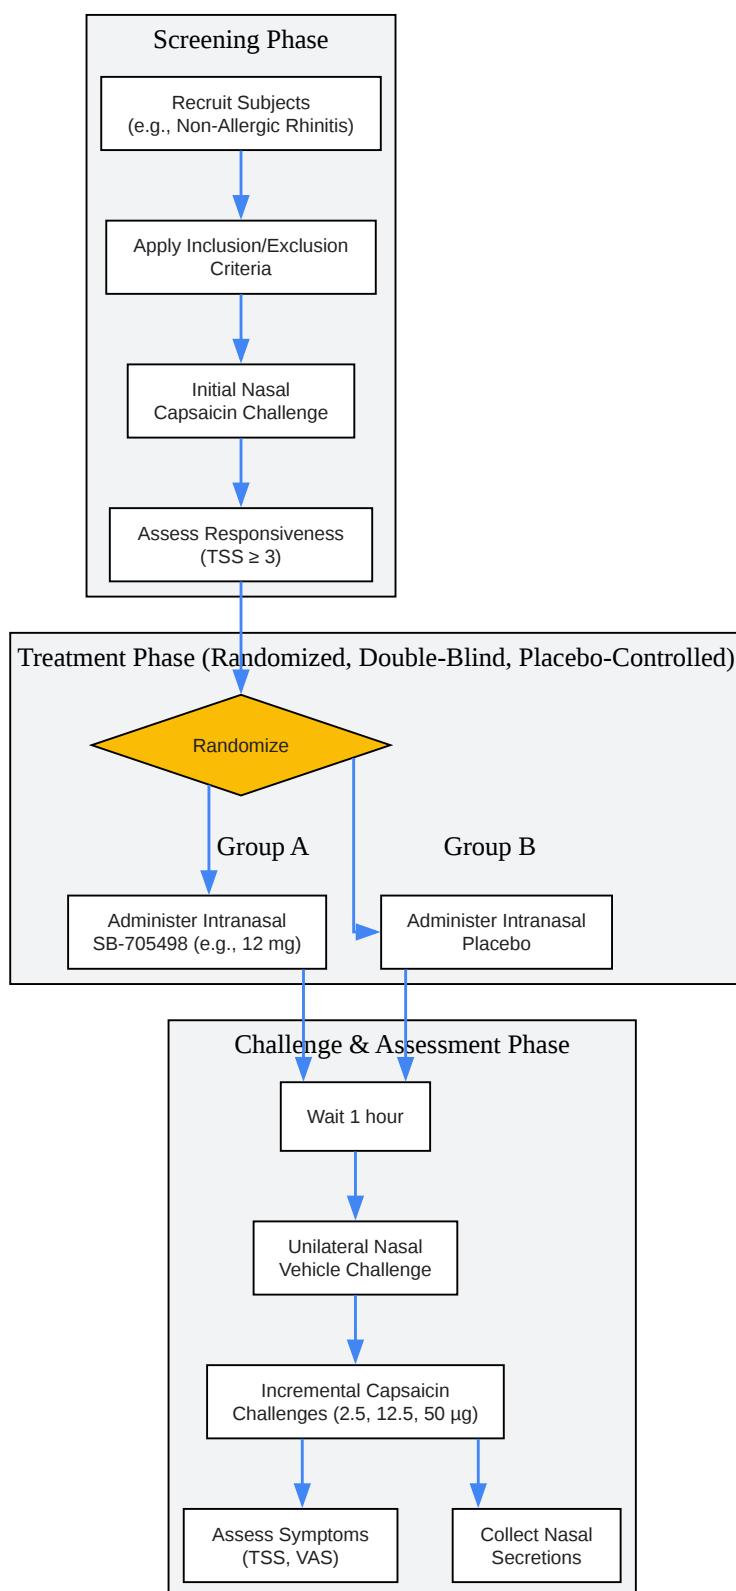 Screening Phase
Recruit Subjects
(e.g., Non-Allergic Rhinitis)
Apply Inclusion/Exclusion
Criteria
Initial Nasal
Capsaicin Challenge
Assess Responsiveness
(TSS ≥ 3)
Treatment Phase (Randomized, Double-Blind, Placebo-Controlled)
Randomize
Group A
Group B
Administer Intranasal
SB-705498 (e.g., 12 mg)
Administer Intranasal
Placebo
Challenge & Assessment Phase
Wait 1 hour
Unilateral Nasal
Vehicle Challenge
Incremental Capsaicin
Challenges (2.5, 12.5, 50 µg)
Assess Symptoms
(TSS, VAS)
Collect Nasal
Secretions